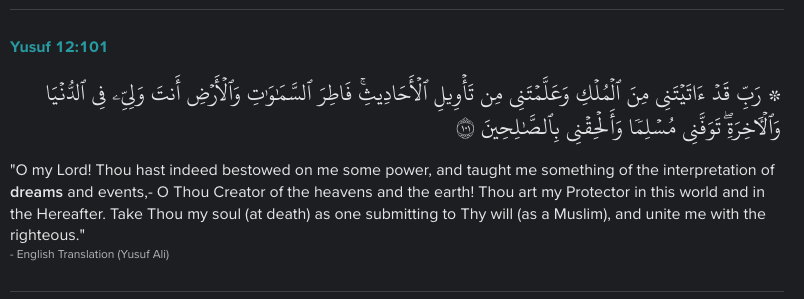 Yusuf 12:101
۞ رَبِّ قَدْ ءَاتَيْتَنِى مِنَ ٱلْمُلْكِ وَعَلَّمْتَنِى مِن تَأْوِيلِ ٱلْأَحَادِيثِ ۚ فَاطِرَ ٱلسَّمَـٰوَٰتِ وَٱلْأَرْضِ أَنتَ وَلِىِّۦ فِى ٱلدُّنْيَا
وَٱلْـَٔاخِرَةِ ۖ تَوَفَّنِى مُسْلِمًا وَأَلْحِقْنِى بِٱلصَّـٰلِحِينَ ١٠١
"O my Lord! Thou hast indeed bestowed on me some power, and taught me something of the interpretation of
dreams and events,- O Thou Creator of the heavens and the earth! Thou art my Protector in this world and in
the Hereafter. Take Thou my soul (at death) as one submitting to Thy will (as a Muslim), and unite me with the
righteous."
- English Translation (Yusuf Ali)